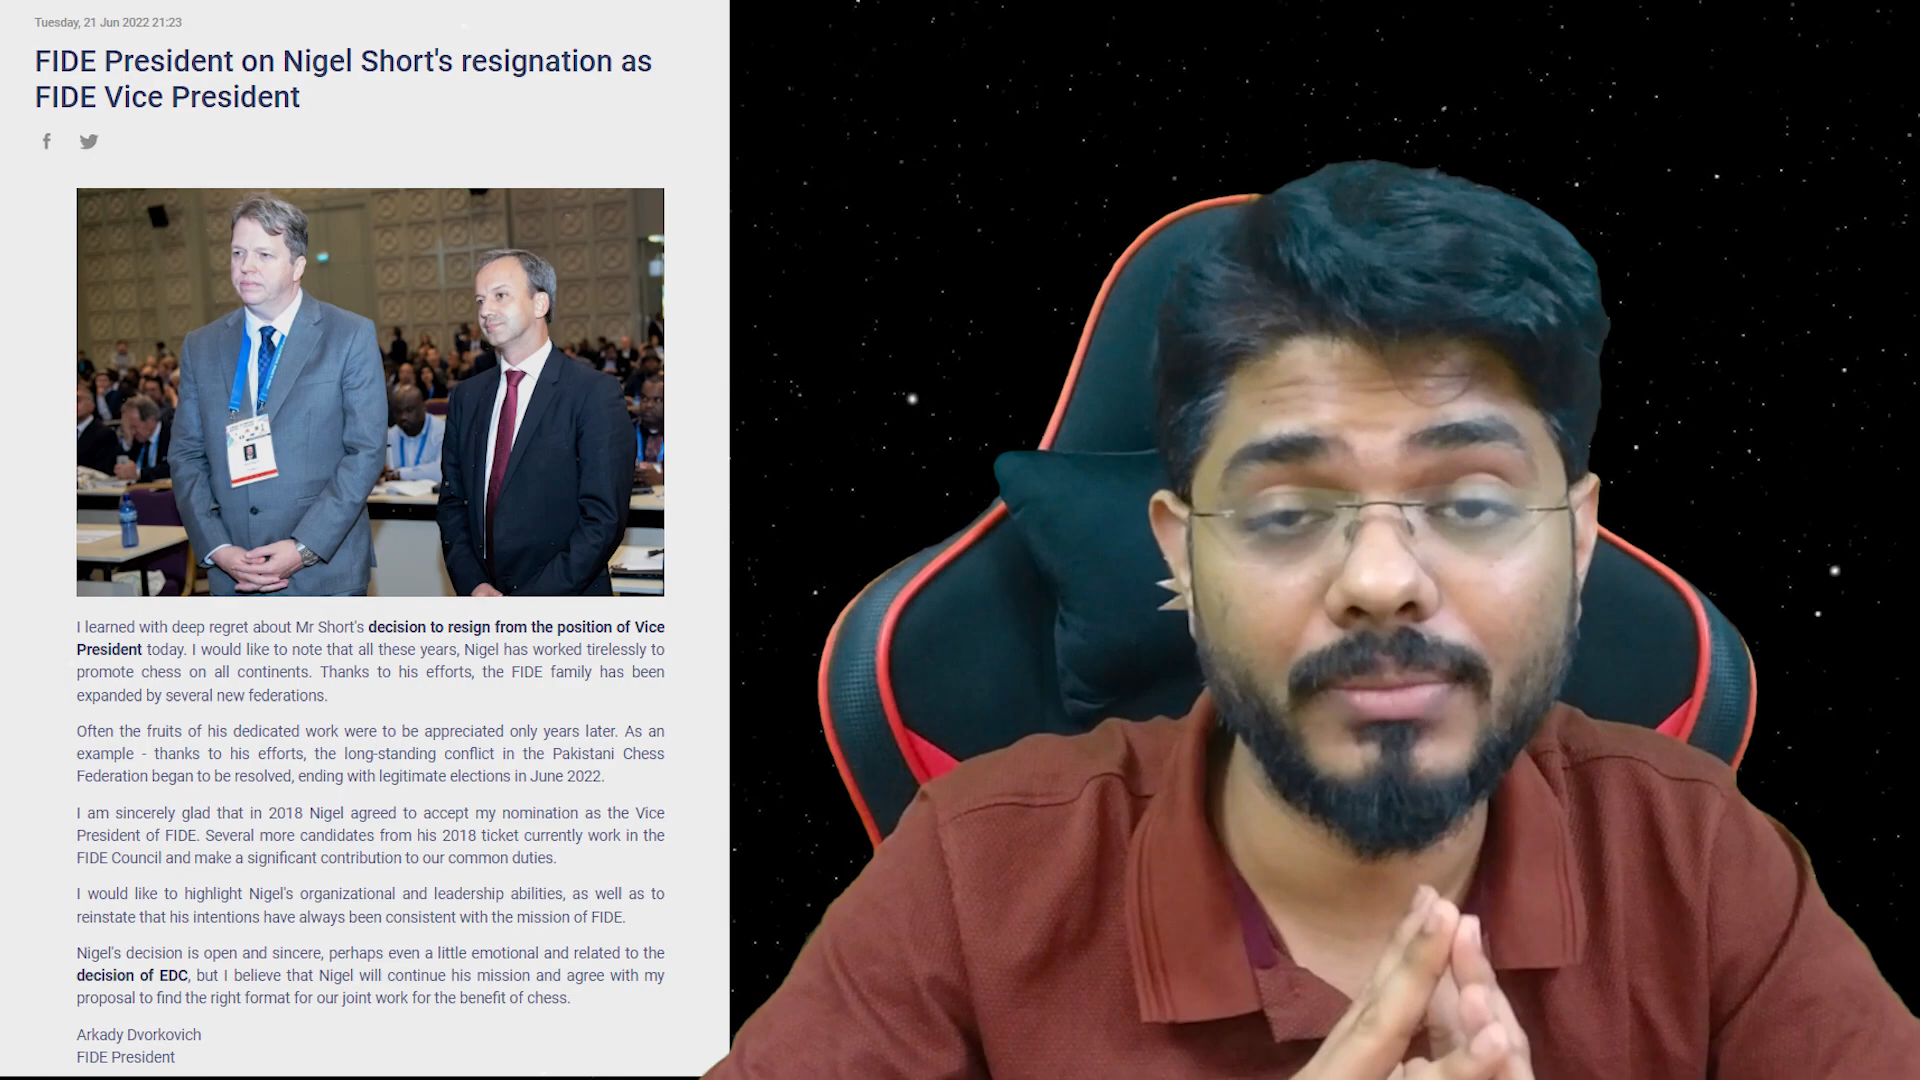 Tuesday, 21 Jun 2022 21:23
FIDE President on Nigel Short's resignation as
FIDE Vice President
I learned with deep regret about Mr Short's decision to resign from the position of Vice
President today. I would like to note that all these years, Nigel has worked tirelessly to
promote chess on all continents. Thanks to his efforts, the FIDE family has been
expanded by several new federations.
Often the fruits of his dedicated work were to be appreciated only years later. As an
example - thanks to his efforts, the long-standing conflict in the Pakistani Chess
Federation began to be resolved, ending with legitimate elections in June 2022.
I am sincerely glad that in 2018 Nigel agreed to accept my nomination as the Vice
President of FIDE. Several more candidates from his 2018 ticket currently work in the
FIDE Council and make a significant contribution to our common duties.
I would like to highlight Nigel's organizational and leadership abilities, as well as to
reinstate that his intentions have always been consistent with the mission of FIDE.
Nigel's decision is open and sincere, perhaps even a little emotional and related to the
decision of EDC, but I believe that Nigel will continue his mission and agree with my
proposal to find the right format for our joint work for the benefit of chess.
Arkady Dvorkovich
FIDE President